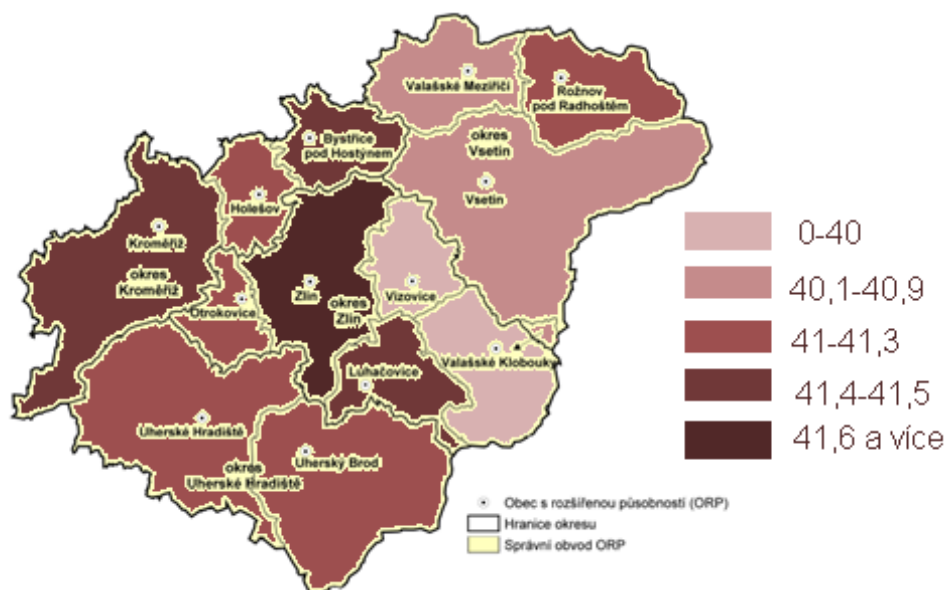 Valašské Meziříčí
Rožnov
pod Radhoštěm
Bystřice
pod Hostýnem
okres
Vsetín
Vsetín
Holešov
Kroměříž
okres
Kroměříž
Otrokovice
Zlín
okres
Zlín
Vizovice
Luhačovice
Valašské Klobouky
Uherské Hradiště
okres
Uherské Hradiště
Uherský Brod
0-40
40,1-40,9
41-41,3
41,4-41,5
41,6 a více
Obec s rozšířenou působností (ORP)
Hranice okresu
Správní obvod ORP